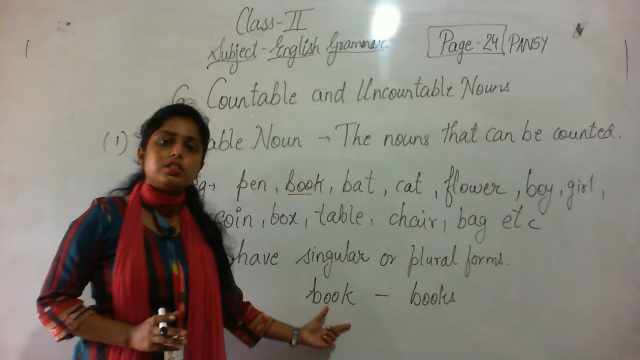 Class-II
Subject-English Grammar
Page-24 PANSY
6- Countable and Uncountable Nouns
(1) able Noun → The nouns that can be counted.
eg→ pen, book, bat, cat, flower, boy, girl,
coin, box, table, chair, bag etc
have singular or plural forms.
book - books